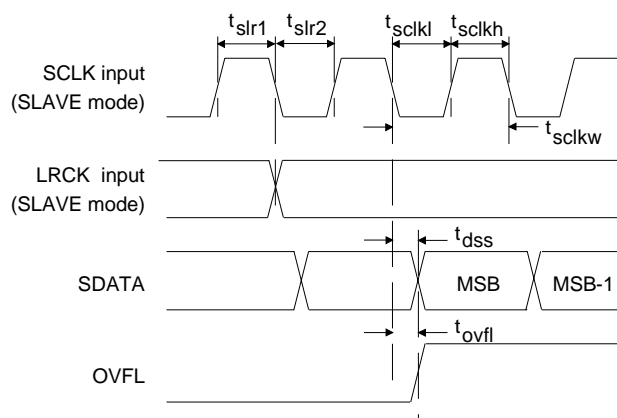 tslr1 tslr2 tsclkl tsclkh
SCLK input
(SLAVE mode)
tsclkw
LRCK input
(SLAVE mode)
tdss
SDATA MSB MSB-1
tovfl
OVFL